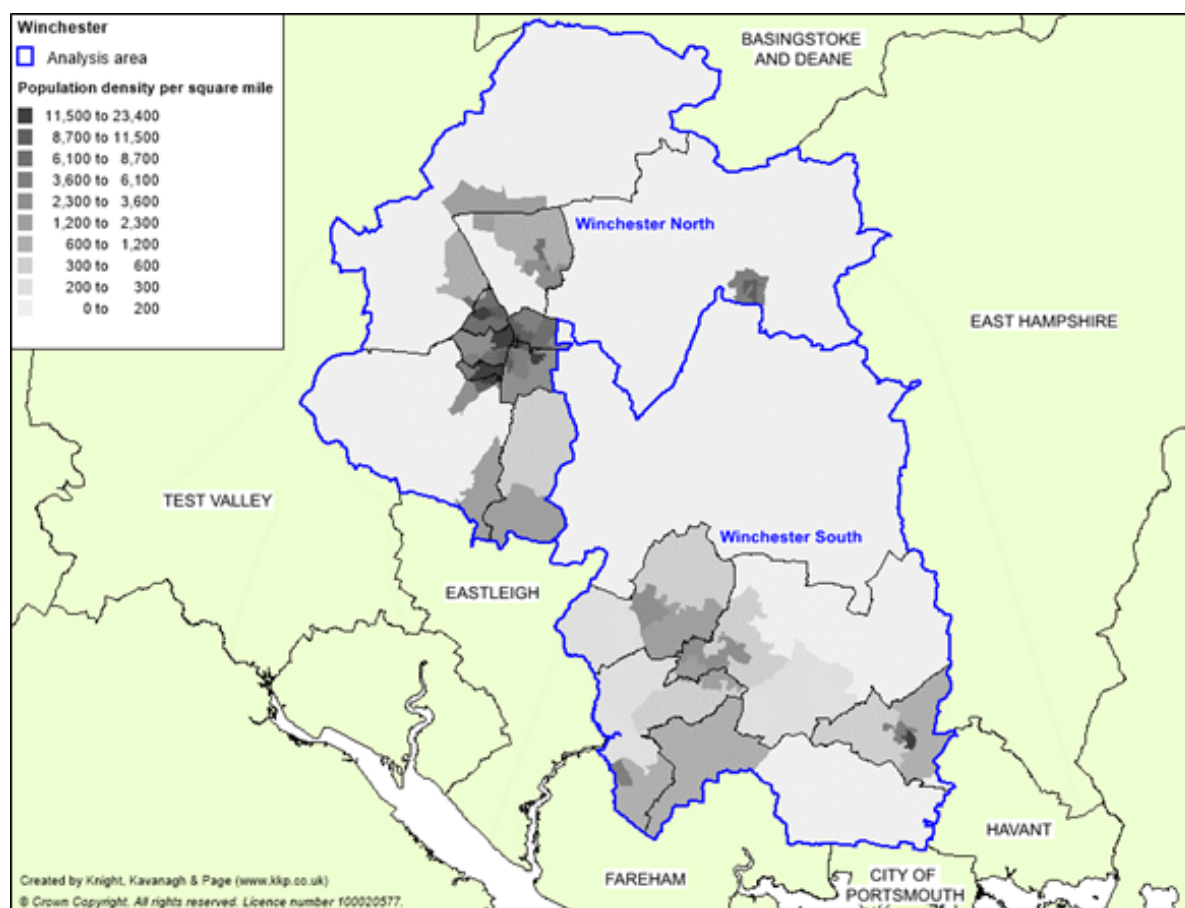 Winchester
Analysis area
Population density per square mile
11,500 to 23,400
8,700 to 11,500
6,100 to 8,700
3,600 to 6,100
2,300 to 3,600
1,200 to 2,300
600 to 1,200
300 to 600
200 to 300
0 to 200
BASINGSTOKE
AND DEANE
Winchester North
EAST HAMPSHIRE
TEST VALLEY
Winchester South
EASTLEIGH
HAVANT
FAREHAM
CITY OF
PORTSMOUTH
Created by Knight, Kavanagh & Page (www.kkp.co.uk)
© Crown Copyright. All rights reserved. Licence number 100020577.